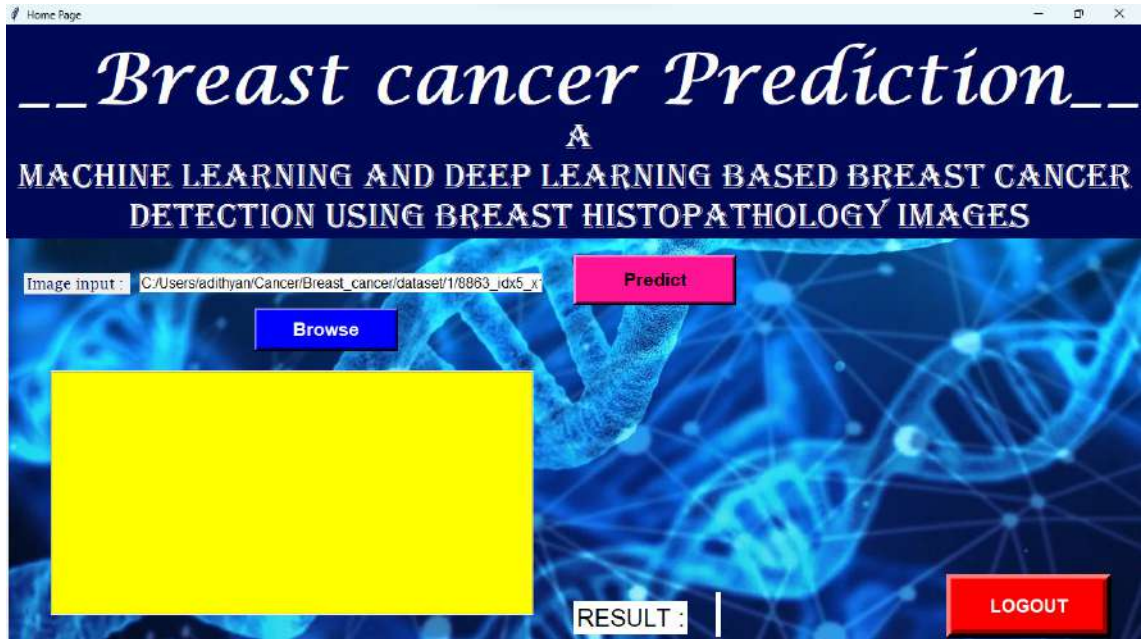 Home Page
__Breast cancer Prediction__
A
MACHINE LEARNING AND DEEP LEARNING BASED BREAST CANCER
DETECTION USING BREAST HISTOPATHOLOGY IMAGES
Image input : C:/Users/adithyan/Cancer/Breast_cancer/dataset/1/8863_idx5_x1
Predict
Browse
RESULT :
LOGOUT